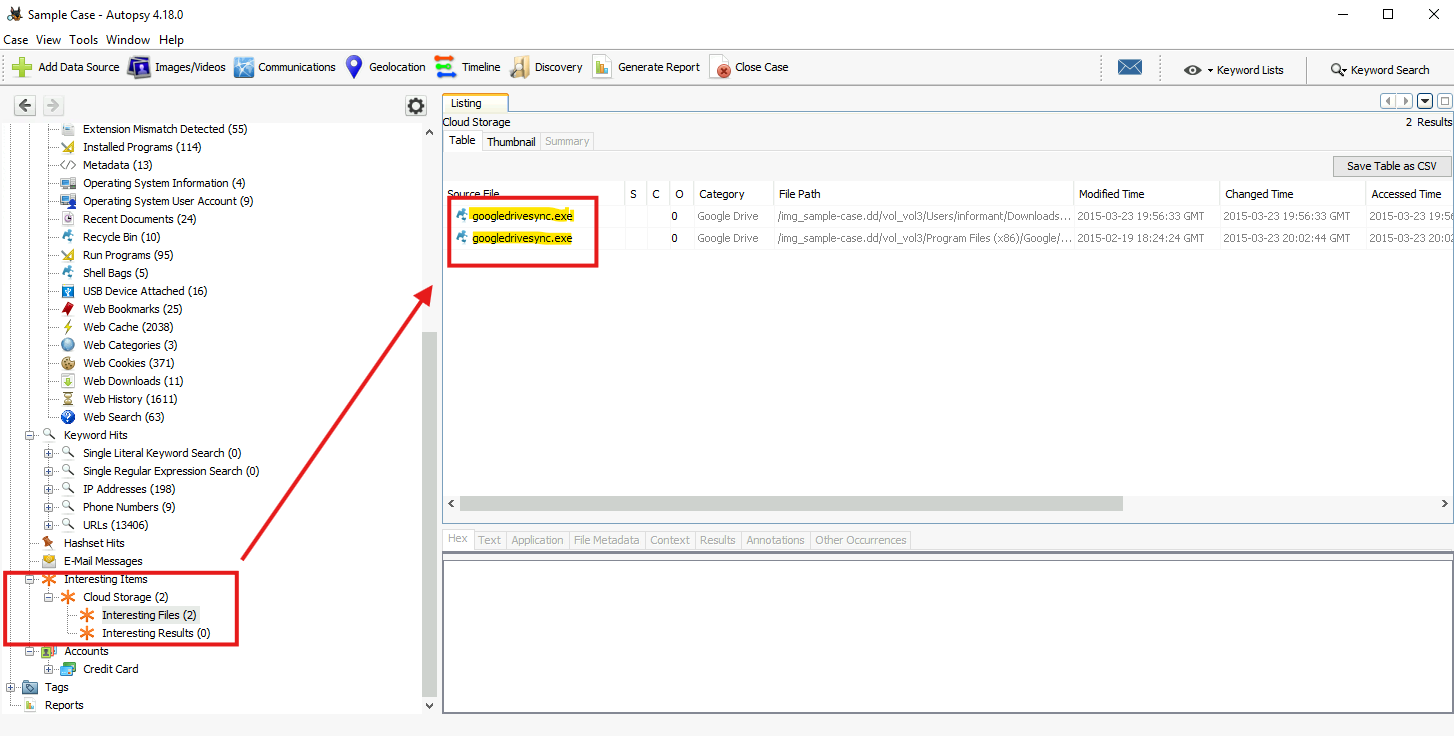 Sample Case - Autopsy 4.18.0
Case View Tools Window Help
Add Data Source Images/Videos Communications Geolocation Timeline Discovery Generate Report Close Case Keyword Lists Keyword Search
Extension Mismatch Detected (55)
Installed Programs (114)
Metadata (13)
Operating System Information (4)
Operating System User Account (9)
Recent Documents (24)
Recycle Bin (10)
Run Programs (95)
Shell Bags (5)
USB Device Attached (16)
Web Bookmarks (25)
Web Cache (2038)
Web Categories (3)
Web Cookies (371)
Web Downloads (11)
Web History (1611)
Web Search (63)
Keyword Hits
Single Literal Keyword Search (0)
Single Regular Expression Search (0)
IP Addresses (198)
Phone Numbers (9)
URLs (13406)
Hashset Hits
E-Mail Messages
Interesting Items
Cloud Storage (2)
Interesting Files (2)
Interesting Results (0)
Accounts
Credit Card
Tags
Reports
Listing
Cloud Storage 2 Results
Table Thumbnail Summary
Save Table as CSV
Source File S C O Category File Path Modified Time Changed Time Accessed Time
googledrivesync.exe 0 Google Drive /img_sample-case.dd/vol_vol3/Users/informant/Downloads... 2015-03-23 19:56:33 GMT 2015-03-23 19:56:33 GMT 2015-03-23 19:56
googledrivesync.exe 0 Google Drive /img_sample-case.dd/vol_vol3/Program Files (x86)/Google/... 2015-02-19 18:24:24 GMT 2015-03-23 20:02:44 GMT 2015-03-23 20:02
Hex Text Application File Metadata Context Results Annotations Other Occurrences